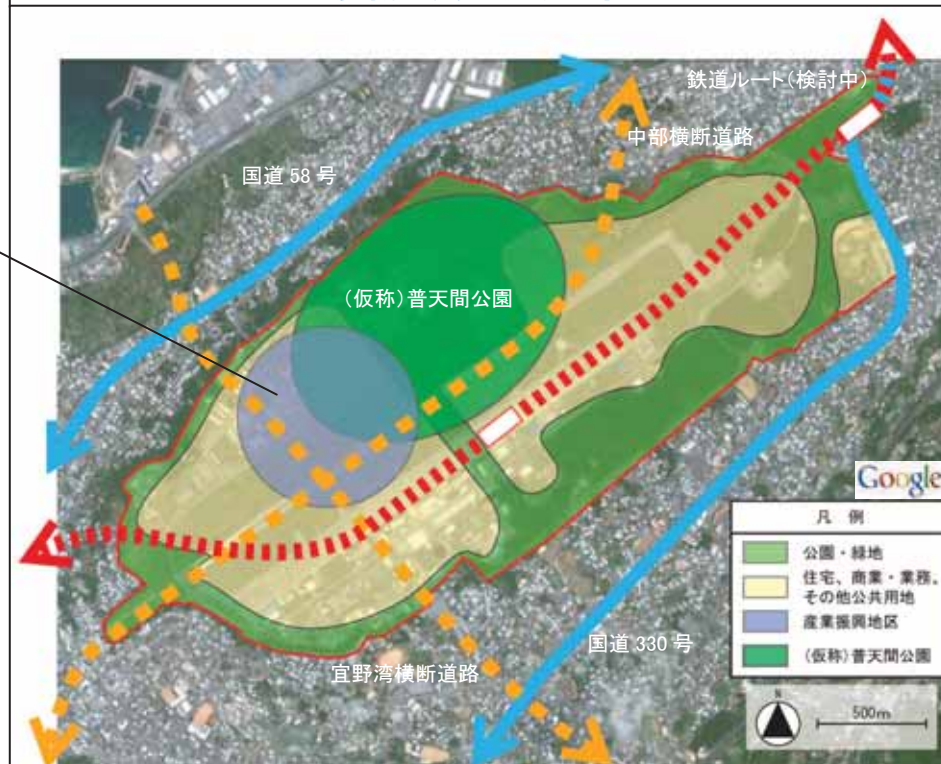 鉄道ルート(検討中)
中部横断道路
国道 58 号
(仮称)普天間公園
Google
凡 例
公園・緑地
住宅、商業・業務、
その他公共用地
産業振興地区
(仮称)普天間公園
国道 330 号
宜野湾横断道路
N
500m